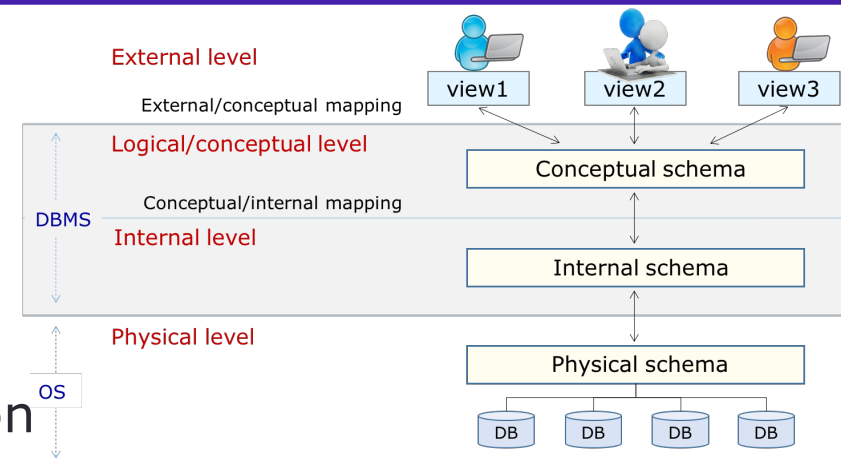 External level
view1 view2 view3
External/conceptual mapping
Logical/conceptual level
Conceptual schema
Conceptual/internal mapping
DBMS
Internal level
Internal schema
Physical level
Physical schema
OS
n
DB DB DB DB